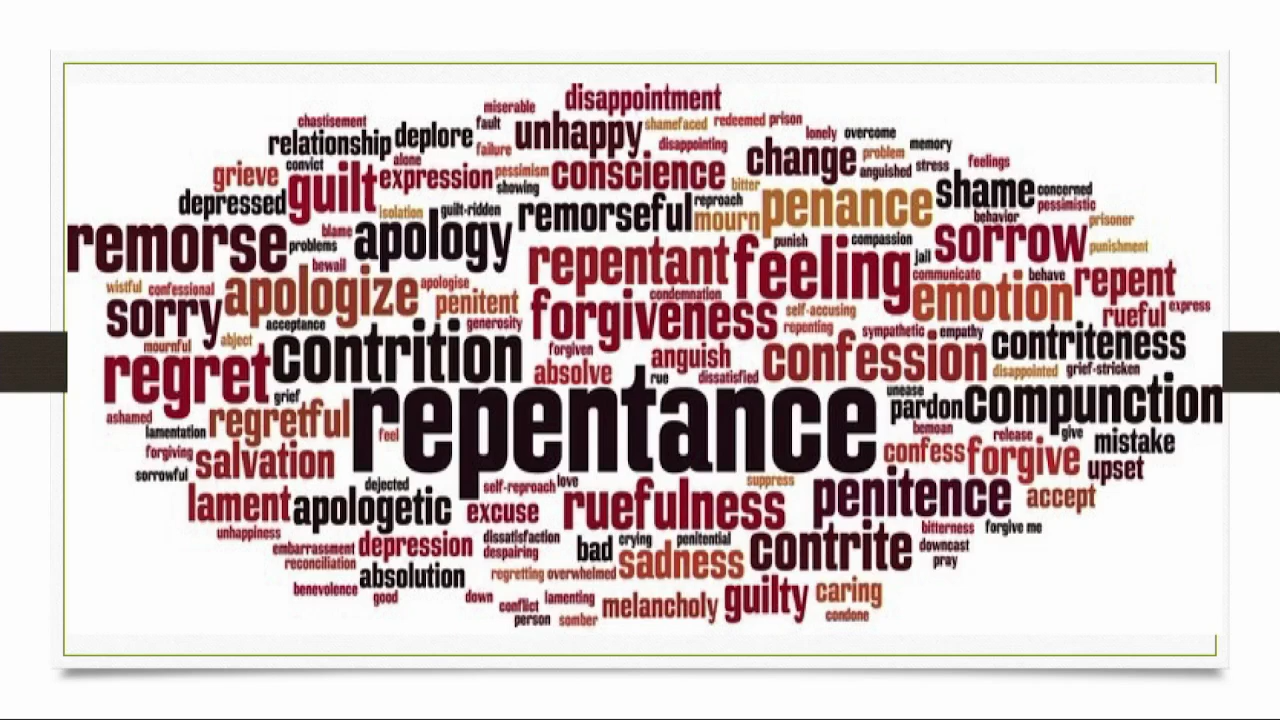 disappointment
miserable
chastisement
fault
shamefaced
redeemed
prison
relationship
deplore
unhappy
lonely
overcome
memory
convict
alone
failure
disappointing
change
problem
feelings
grieve
guilt
expression
pessimism
showing
conscience
bitter
anguished
stress
depressed
isolation
guilt-ridden
remorseful
reproach
mourn
penance
shame
concerned
pessimistic
behavior
prisoner
remorse
blame
problems
apology
punish
compassion
sorrow
punishment
bewail
repentant
feeling
jail
communicate
behave
repent
wistful
confessional
apologize
apologise
penitent
condemnation
emotion
rueful
express
sorry
acceptance
generosity
forgiveness
self-accusing
repenting
sympathetic
empathy
mournful
abject
contrition
forgiven
anguish
confession
contriteness
regret
absolve
rue
dissatisfied
disappointed
grief-stricken
grief
repentance
unease
pardon
compunction
ashamed
lamentation
regretful
feel
bemoan
release
give
mistake
forgiving
salvation
confess
forgive
upset
sorrowful
dejected
self-reproach
love
suppress
penitence
accept
lament
apologetic
excuse
ruefulness
bitterness
forgive me
unhappiness
embarrassment
depression
dissatisfaction
despairing
bad
crying
penitential
contrite
downcast
pray
reconciliation
absolution
regretting
overwhelmed
sadness
benevolence
good
down
conflict
lamenting
melancholy
guilty
caring
person
somber
condone